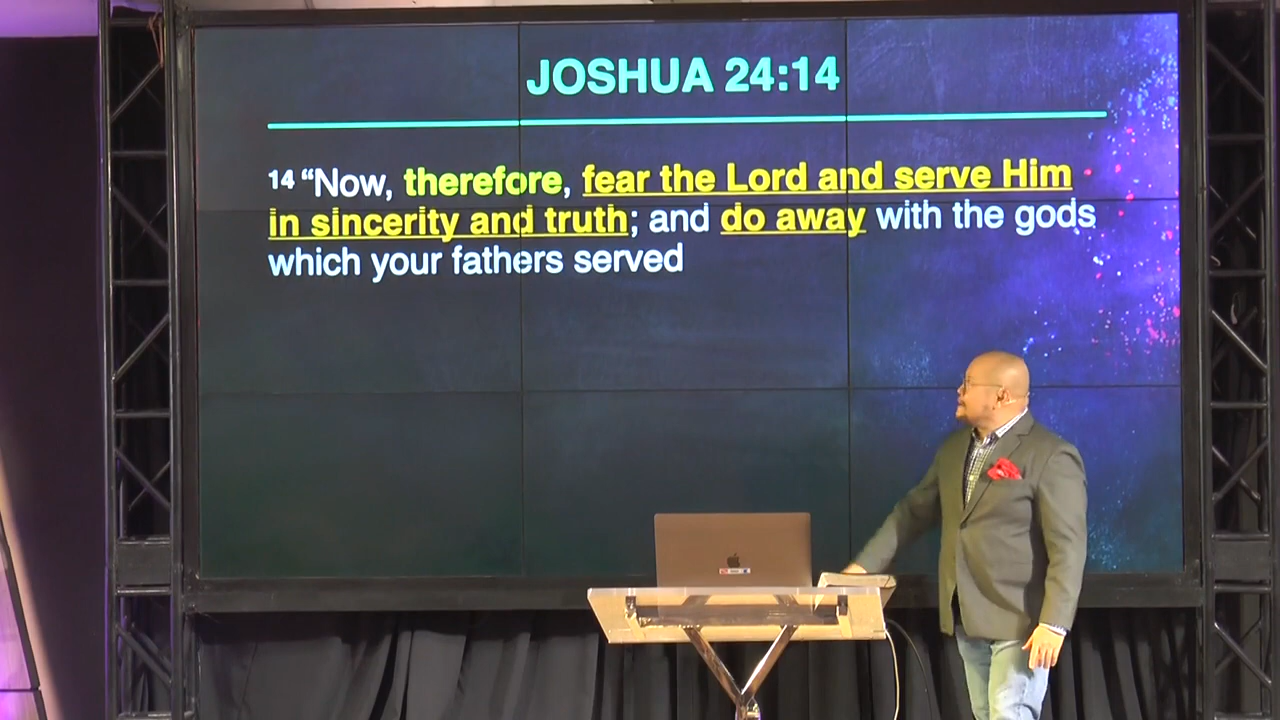 JOSHUA 24:14
14 “Now, therefore, fear the Lord and serve Him
in sincerity and truth; and do away with the gods
which your fathers served